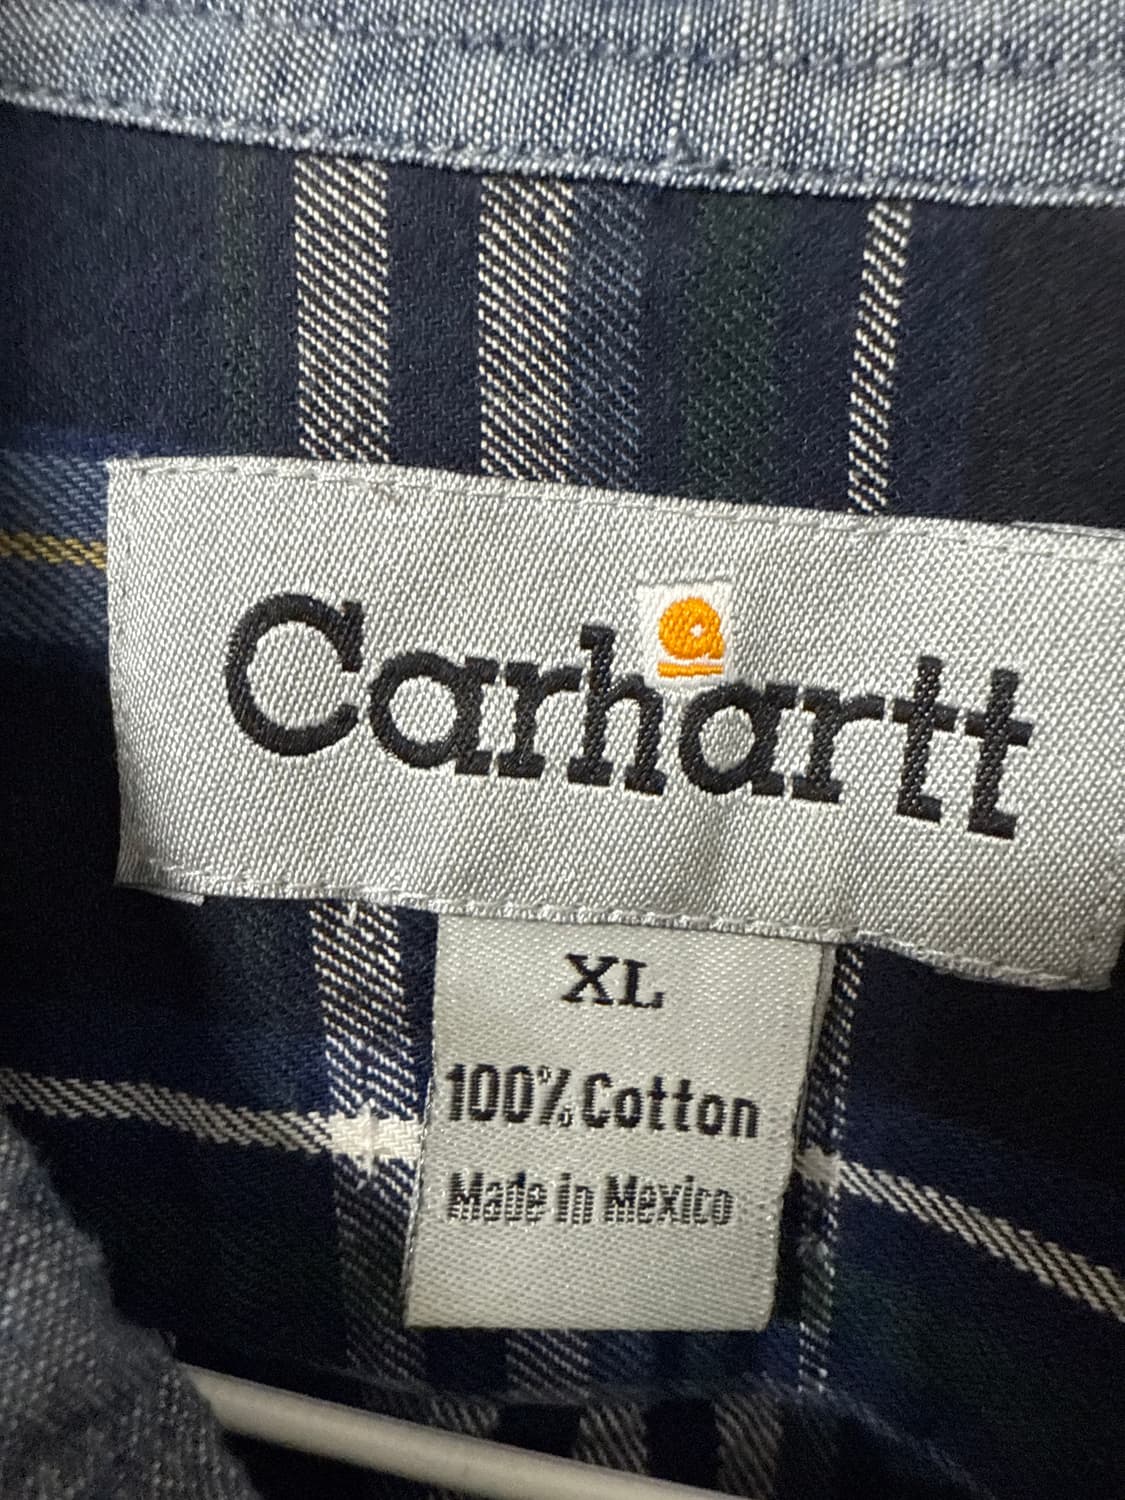 Carhartt
XL
100% Cotton
Made in Mexico